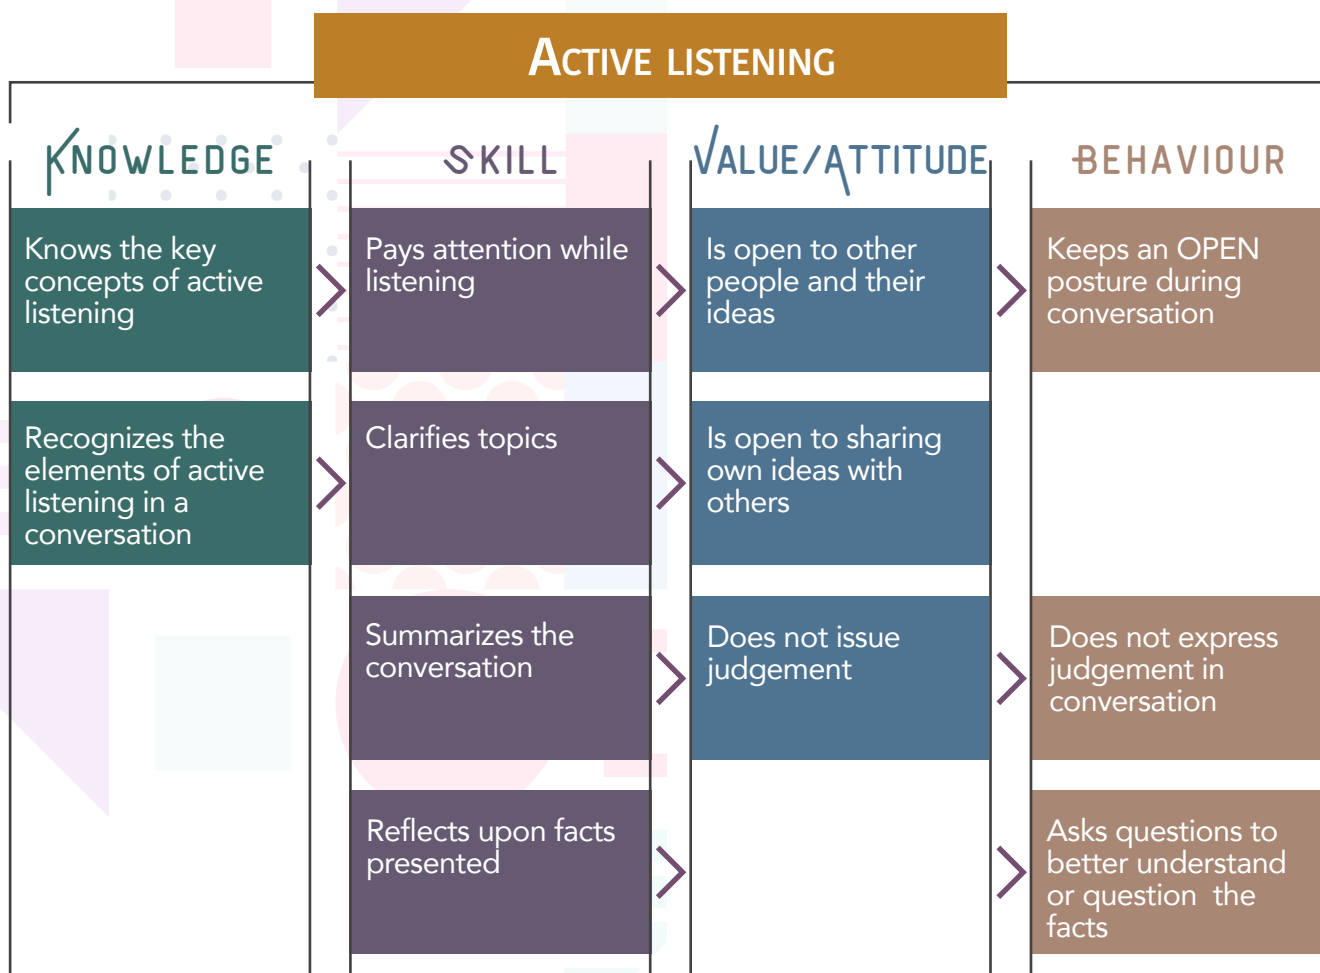 ACTIVE LISTENING
KNOWLEDGE
SKILL
VALUE/ATTITUDE
BEHAVIOUR
Knows the key
concepts of active
listening
Pays attention while
listening
Is open to other
people and their
ideas
Keeps an OPEN
posture during
conversation
Recognizes the
elements of active
listening in a
conversation
Clarifies topics
Is open to sharing
own ideas with
others
Summarizes the
conversation
Does not issue
judgement
Does not express
judgement in
conversation
Reflects upon facts
presented
Asks questions to
better understand
or question the
facts